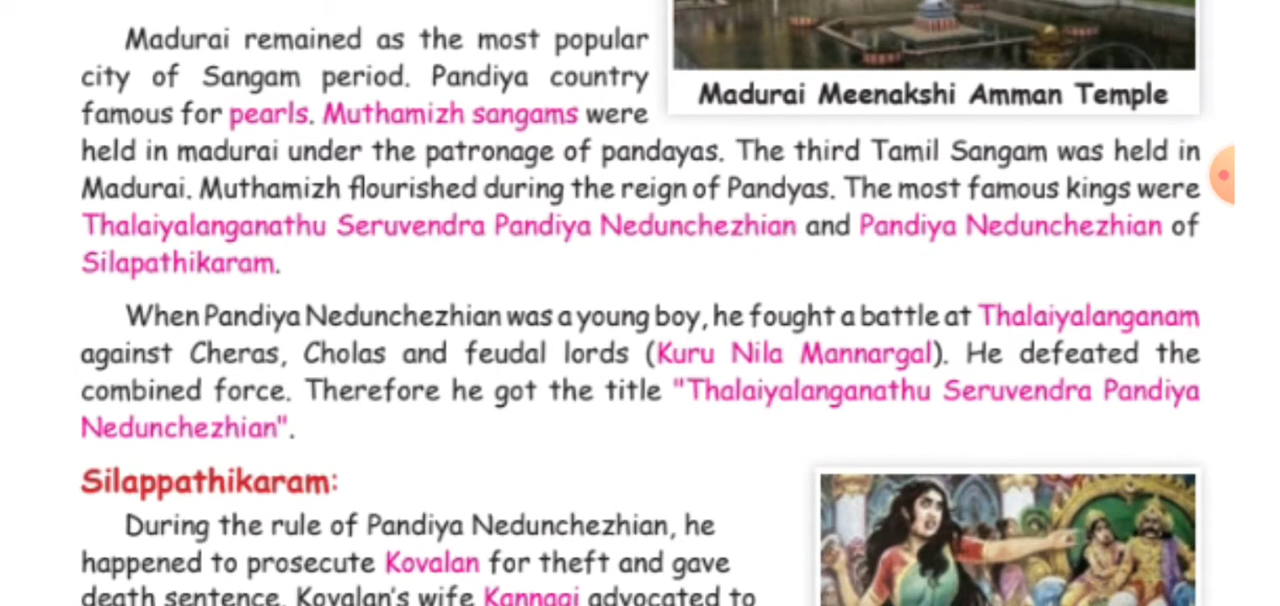 Madurai remained as the most popular
city of Sangam period. Pandiya country
famous for pearls. Muthamizh sangams were
Madurai Meenakshi Amman Temple
held in madurai under the patronage of pandayas. The third Tamil Sangam was held in
Madurai. Muthamizh flourished during the reign of Pandyas. The most famous kings were
Thalaiyalanganathu Seruvendra Pandiya Nedunchezhian and Pandiya Nedunchezhian of
Silapathikaram.
When Pandiya Nedunchezhian was a young boy, he fought a battle at Thalaiyalanganam
against Cheras, Cholas and feudal lords (Kuru Nila Mannargal). He defeated the
combined force. Therefore he got the title "Thalaiyalanganathu Seruvendra Pandiya
Nedunchezhian".
Silappathikaram:
During the rule of Pandiya Nedunchezhian, he
happened to prosecute Kovalan for theft and gave
death sentence. Kovalan's wife Kannagi advocated to